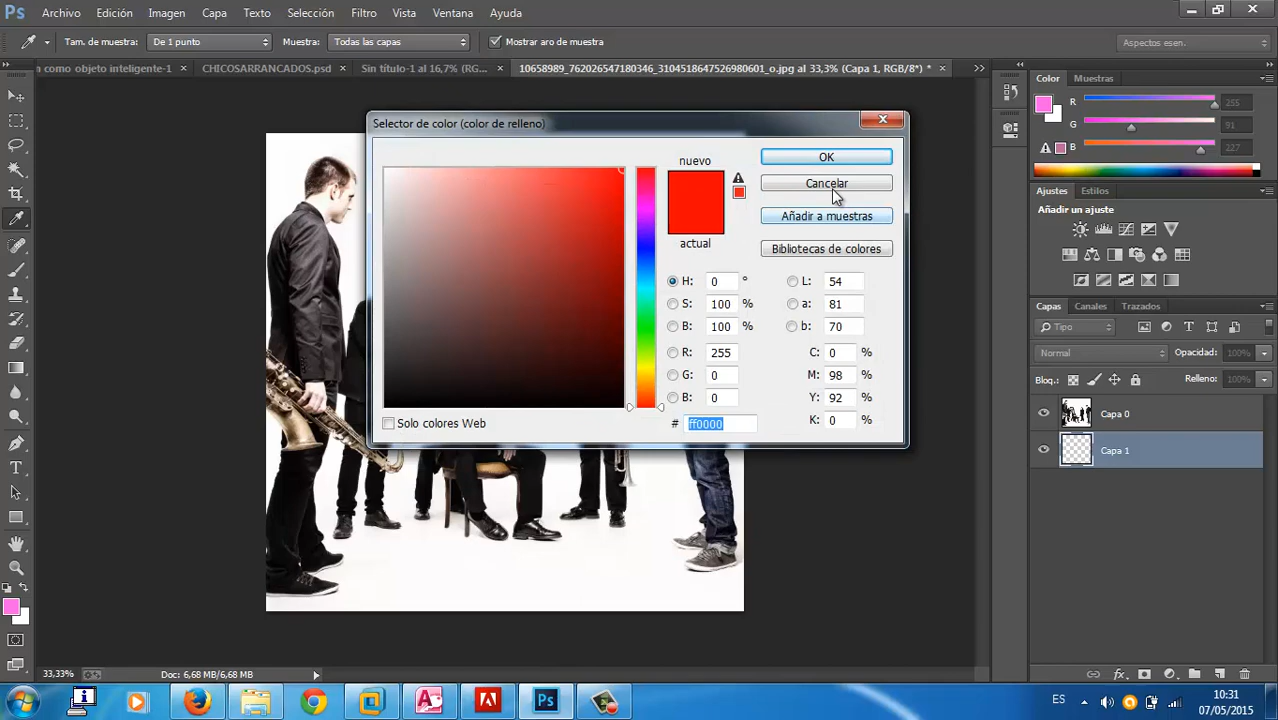 Ps Archivo Edición Imagen Capa Texto Selección Filtro Vista Ventana Ayuda
Tam. de muestra: De 1 punto Muestra: Todas las capas Mostrar aro de muestra Aspectos esen.
n como objeto inteligente-1 × CHICOSARRANCADOS.psd × Sin título-1 al 16,7% (RG... × 10658989_762026547180346_3104518647526980601_o.jpg al 33,3% (Capa 1, RGB/8*) * ×
Color Muestras
R 255
G 91
B 227
Ajustes Estilos
Añadir un ajuste
Capas Canales Trazados
Tipo
Normal Opacidad: 100%
Bloq.: Relleno: 100%
Capa 0
Capa 1
Selector de color (color de relleno)
nuevo
actual
OK
Cancelar
Añadir a muestras
Bibliotecas de colores
H: 0 ° L: 54
S: 100 % a: 81
B: 100 % b: 70
R: 255 C: 0 %
G: 0 M: 98 %
B: 0 Y: 92 %
# ff0000 K: 0 %
Solo colores Web
33,33% Doc: 6,68 MB/6,68 MB
Ps
ES
10:31
07/05/2015